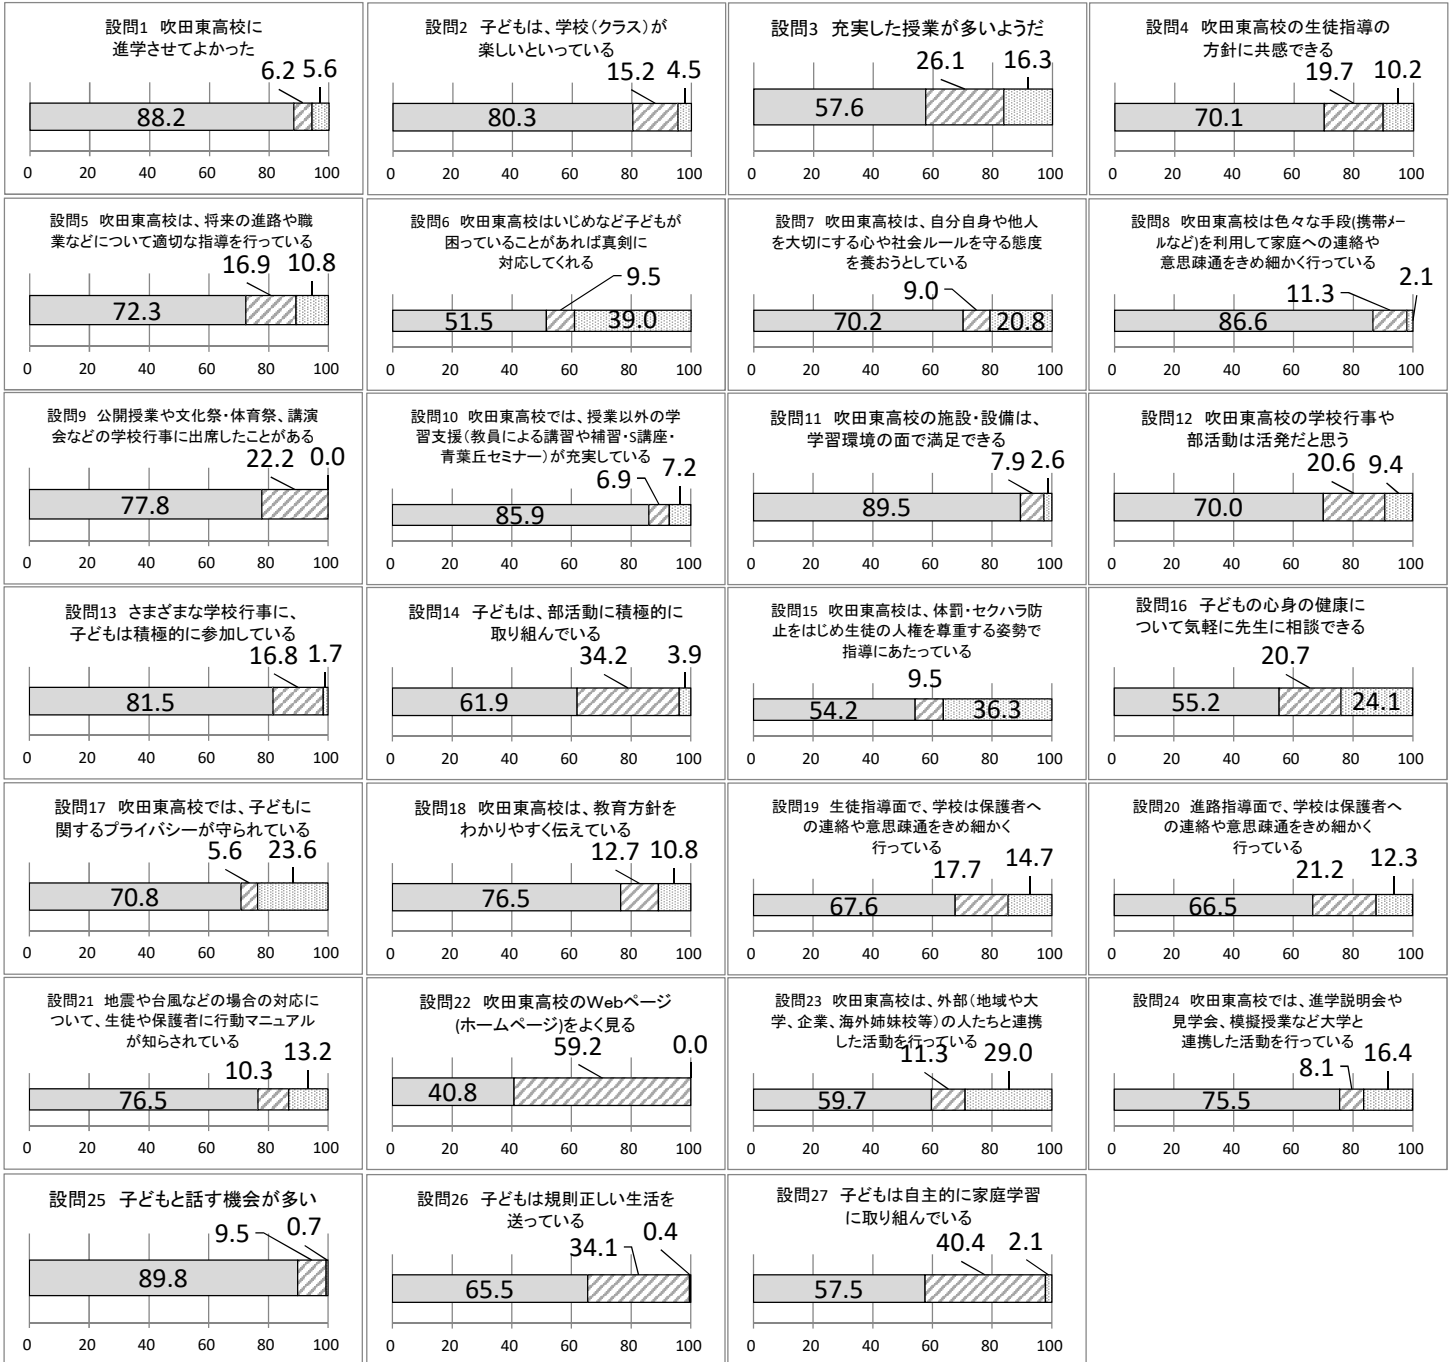 設問1 吹田東高校に
進学させてよかった
6.2 5.6
88.2
0 20 40 60 80 100
設問2 子どもは、学校(クラス)が
楽しいといっている
15.2 4.5
80.3
0 20 40 60 80 100
設問3 充実した授業が多いようだ
26.1 16.3
57.6
0 20 40 60 80 100
設問4 吹田東高校の生徒指導の
方針に共感できる
19.7 10.2
70.1
0 20 40 60 80 100
設問5 吹田東高校は、将来の進路や職
業などについて適切な指導を行っている
16.9 10.8
72.3
0 20 40 60 80 100
設問6 吹田東高校はいじめなど子どもが
困っていることがあれば真剣に
対応してくれる
9.5
51.5 39.0
0 20 40 60 80 100
設問7 吹田東高校は、自分自身や他人
を大切にする心や社会ルールを守る態度
を養おうとしている
9.0
70.2 20.8
0 20 40 60 80 100
設問8 吹田東高校は色々な手段(携帯メー
ルなど)を利用して家庭への連絡や
意思疎通をきめ細かく行っている
11.3 2.1
86.6
0 20 40 60 80 100
設問9 公開授業や文化祭・体育祭、講演
会などの学校行事に出席したことがある
22.2 0.0
77.8
0 20 40 60 80 100
設問10 吹田東高校では、授業以外の学
習支援(教員による講習や補習・S講座・
青葉丘セミナー)が充実している
6.9 7.2
85.9
0 20 40 60 80 100
設問11 吹田東高校の施設・設備は、
学習環境の面で満足できる
7.9 2.6
89.5
0 20 40 60 80 100
設問12 吹田東高校の学校行事や
部活動は活発だと思う
20.6 9.4
70.0
0 20 40 60 80 100
設問13 さまざまな学校行事に、
子どもは積極的に参加している
16.8 1.7
81.5
0 20 40 60 80 100
設問14 子どもは、部活動に積極的に
取り組んでいる
34.2 3.9
61.9
0 20 40 60 80 100
設問15 吹田東高校は、体罰・セクハラ防
止をはじめ生徒の人権を尊重する姿勢で
指導にあたっている
9.5
54.2 36.3
0 20 40 60 80 100
設問16 子どもの心身の健康に
ついて気軽に先生に相談できる
20.7
55.2 24.1
0 20 40 60 80 100
設問17 吹田東高校では、子どもに
関するプライバシーが守られている
5.6 23.6
70.8
0 20 40 60 80 100
設問18 吹田東高校は、教育方針を
わかりやすく伝えている
12.7 10.8
76.5
0 20 40 60 80 100
設問19 生徒指導面で、学校は保護者へ
の連絡や意思疎通をきめ細かく
行っている
17.7 14.7
67.6
0 20 40 60 80 100
設問20 進路指導面で、学校は保護者へ
の連絡や意思疎通をきめ細かく
行っている
21.2 12.3
66.5
0 20 40 60 80 100
設問21 地震や台風などの場合の対応に
ついて、生徒や保護者に行動マニュアル
が知らされている
10.3 13.2
76.5
0 20 40 60 80 100
設問22 吹田東高校のWebページ
(ホームページ)をよく見る
59.2 0.0
40.8
0 20 40 60 80 100
設問23 吹田東高校は、外部(地域や大
学、企業、海外姉妹校等)の人たちと連携
した活動を行っている
11.3 29.0
59.7
0 20 40 60 80 100
設問24 吹田東高校では、進学説明会や
見学会、模擬授業など大学と
連携した活動を行っている
8.1 16.4
75.5
0 20 40 60 80 100
設問25 子どもと話す機会が多い
9.5 0.7
89.8
0 20 40 60 80 100
設問26 子どもは規則正しい生活を
送っている
34.1 0.4
65.5
0 20 40 60 80 100
設問27 子どもは自主的に家庭学習
に取り組んでいる
40.4 2.1
57.5
0 20 40 60 80 100